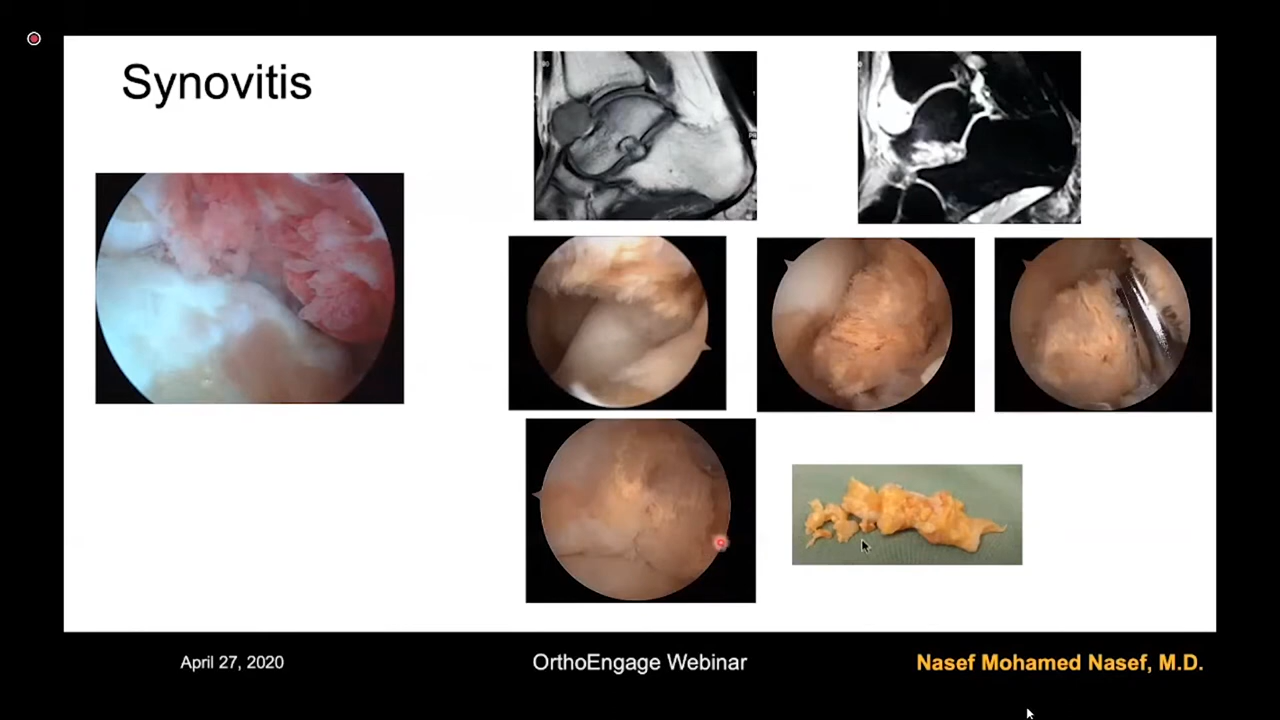 Synovitis
April 27, 2020
OrthoEngage Webinar
Nasef Mohamed Nasef, M.D.